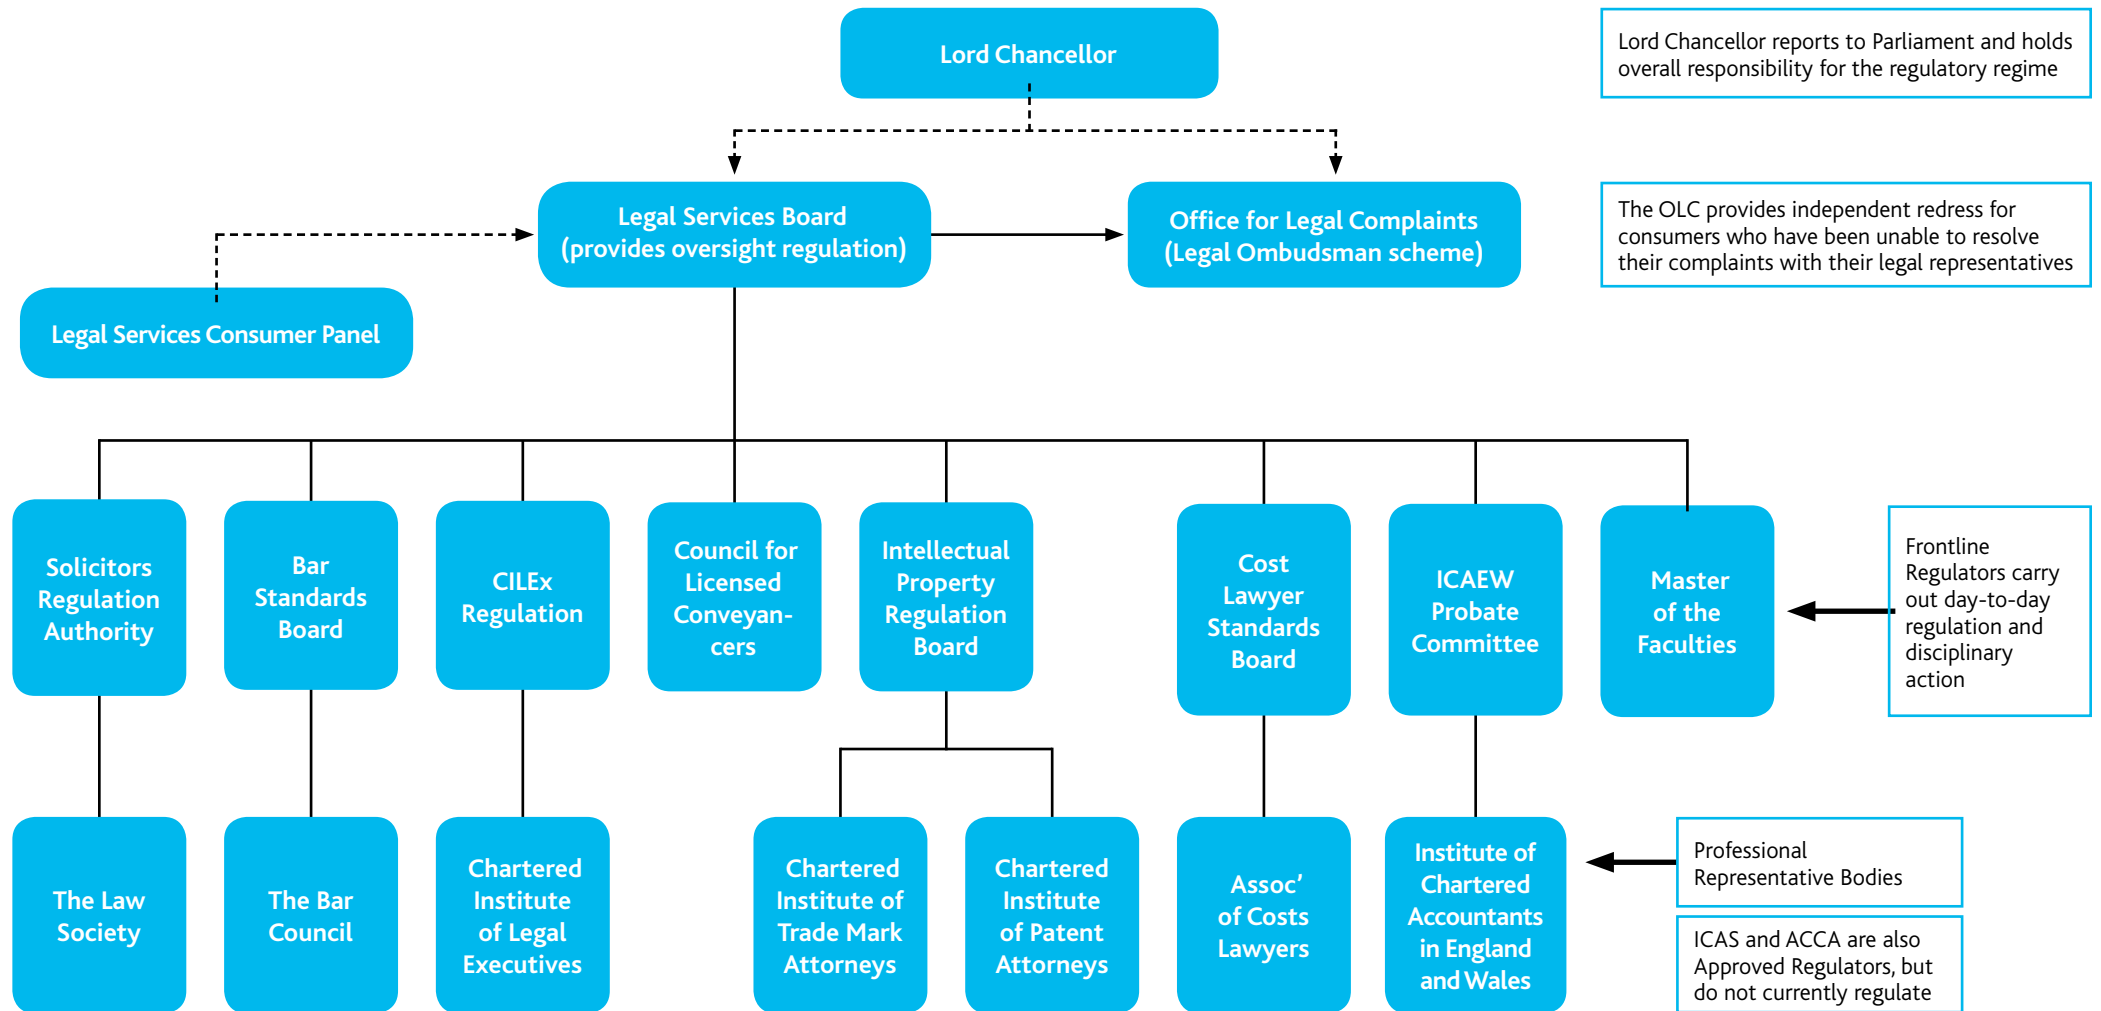 Lord Chancellor
Lord Chancellor reports to Parliament and holds
overall responsibility for the regulatory regime
Legal Services Board
(provides oversight regulation)
Office for Legal Complaints
(Legal Ombudsman scheme)
The OLC provides independent redress for
consumers who have been unable to resolve
their complaints with their legal representatives
Legal Services Consumer Panel
Solicitors
Regulation
Authority
Bar
Standards
Board
CILEx
Regulation
Council for
Licensed
Conveyan-
cers
Intellectual
Property
Regulation
Board
Cost
Lawyer
Standards
Board
ICAEW
Probate
Committee
Master
of the
Faculties
Frontline
Regulators carry
out day-to-day
regulation and
disciplinary
action
The Law
Society
The Bar
Council
Chartered
Institute
of Legal
Executives
Chartered
Institute of
Trade Mark
Attorneys
Chartered
Institute
of Patent
Attorneys
Assoc’
of Costs
Lawyers
Institute of
Chartered
Accountants
in England
and Wales
Professional
Representative Bodies
ICAS and ACCA are also
Approved Regulators, but
do not currently regulate